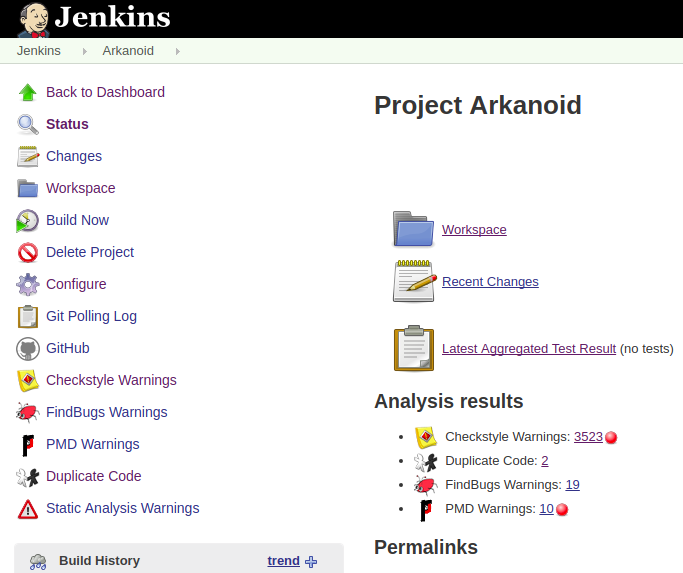 Jenkins
Jenkins Arkanoid
Back to Dashboard
Status
Changes
Workspace
Build Now
Delete Project
Configure
Git Polling Log
GitHub
Checkstyle Warnings
FindBugs Warnings
PMD Warnings
Duplicate Code
Static Analysis Warnings
Build History trend
Project Arkanoid
Workspace
Recent Changes
Latest Aggregated Test Result (no tests)
Analysis results
Checkstyle Warnings: 3523
Duplicate Code: 2
FindBugs Warnings: 19
PMD Warnings: 10
Permalinks